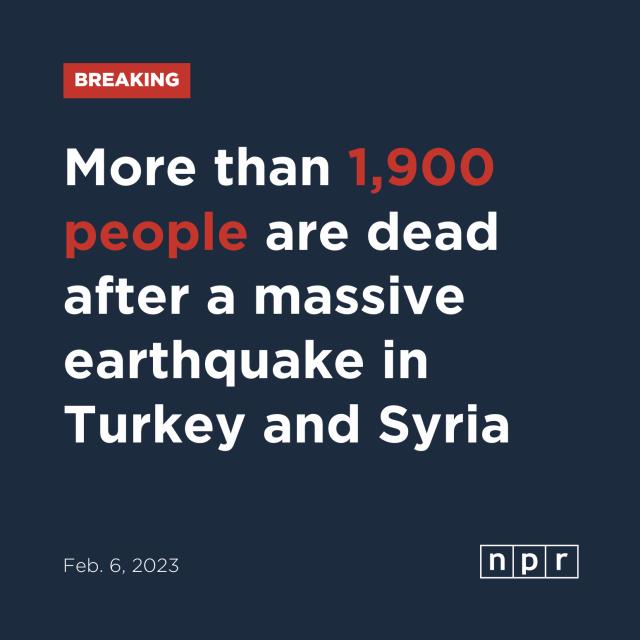 BREAKING
More than 1,900
people are dead
after a massive
earthquake in
Turkey and Syria
Feb. 6, 2023
npr